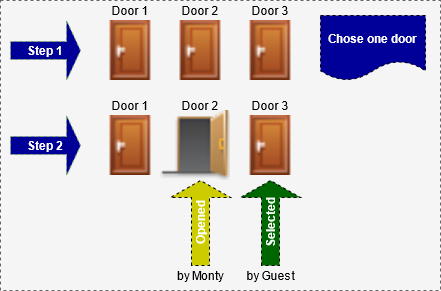 Door 1 Door 2 Door 3
Step 1
Chose one door
Door 1 Door 2 Door 3
Step 2
Opened
Selected
by Monty by Guest